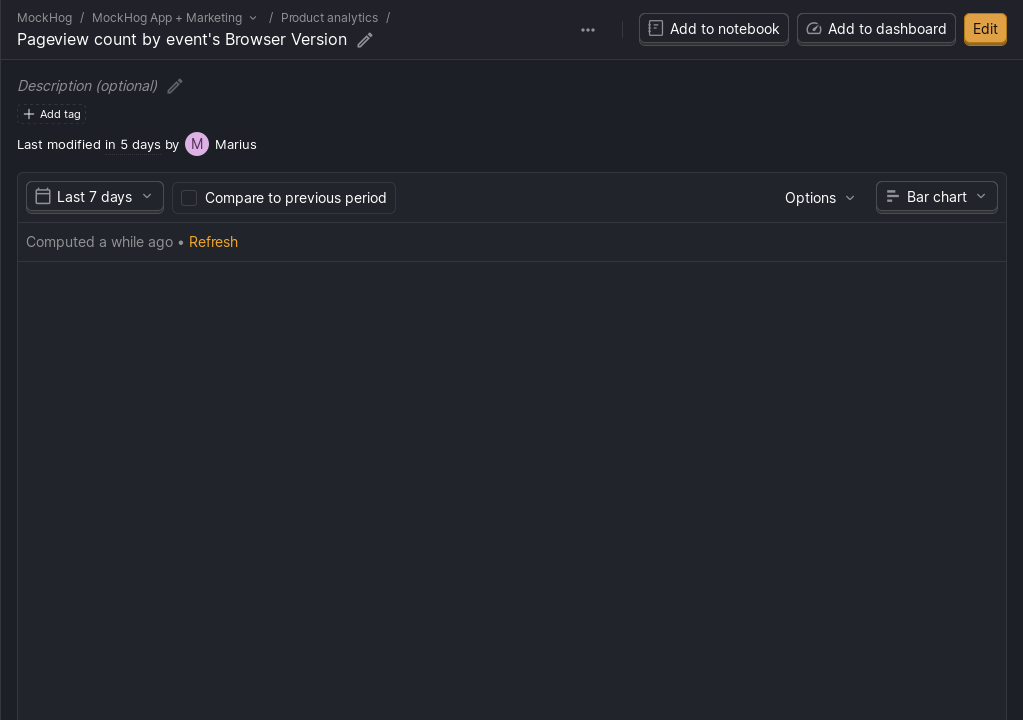 MockHog / MockHog App + Marketing / Product analytics /
Pageview count by event's Browser Version
Add to notebook
Add to dashboard
Edit
Description (optional)
Add tag
Last modified in 5 days by M Marius
Last 7 days
Compare to previous period
Options
Bar chart
Computed a while ago • Refresh